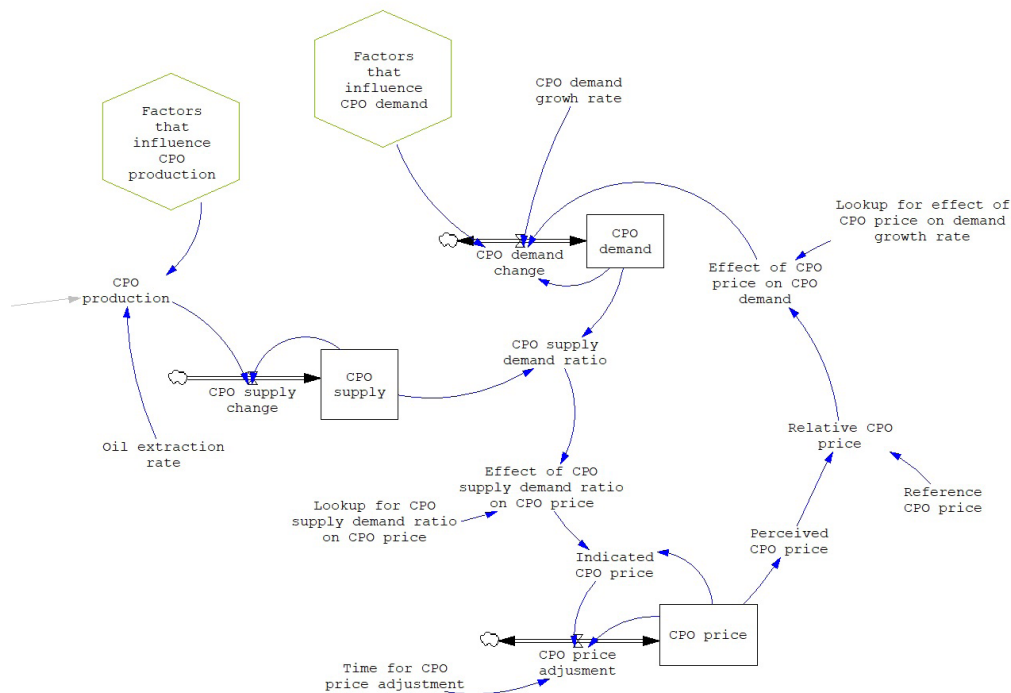 Factors
that
influence
CPO demand
CPO demand
growh rate
Factors
that
influence
CPO
production
Lookup for effect of
CPO price on demand
growth rate
CPO
demand
CPO demand
change
Effect of CPO
price on CPO
demand
CPO
production
CPO supply
demand ratio
CPO
supply
CPO supply
change
Oil extraction
rate
Relative CPO
price
Effect of CPO
supply demand ratio
on CPO price
Reference
CPO price
Lookup for CPO
supply demand ratio
on CPO price
Perceived
CPO price
Indicated
CPO price
CPO price
CPO price
adjusment
Time for CPO
price adjustment